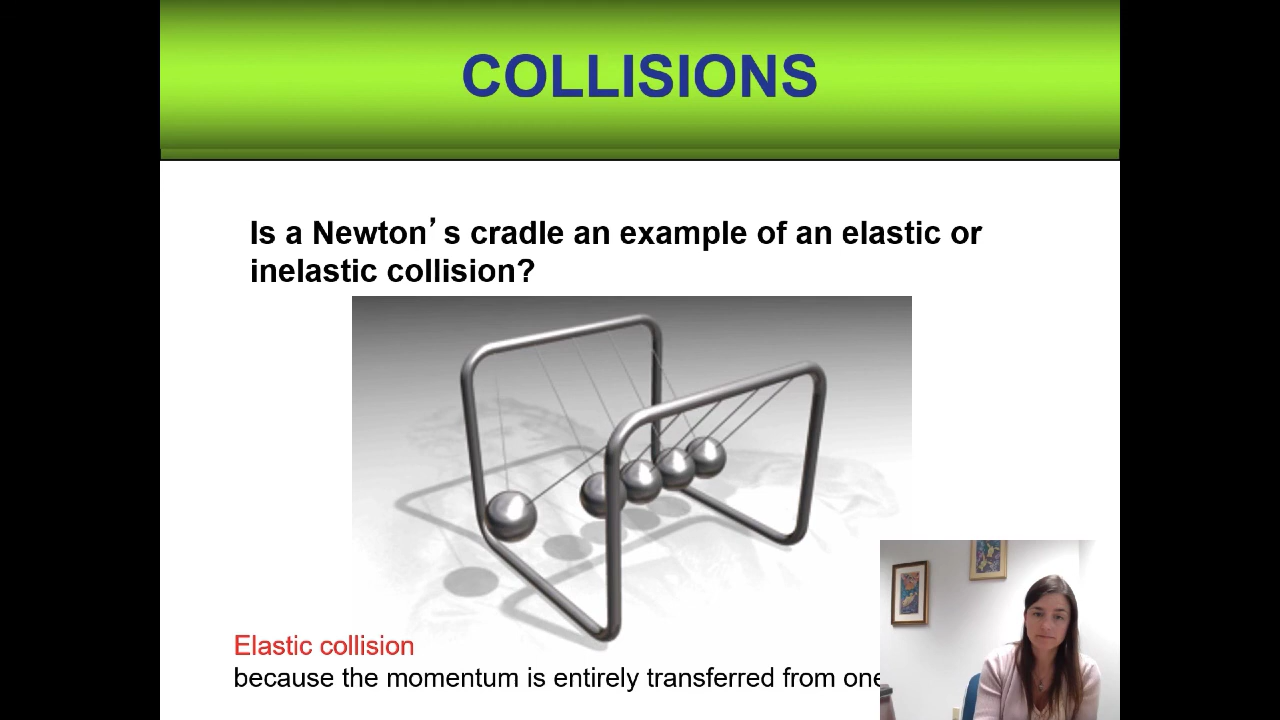 COLLISIONS
Is a Newton’s cradle an example of an elastic or
inelastic collision?
Elastic collision
because the momentum is entirely transferred from one